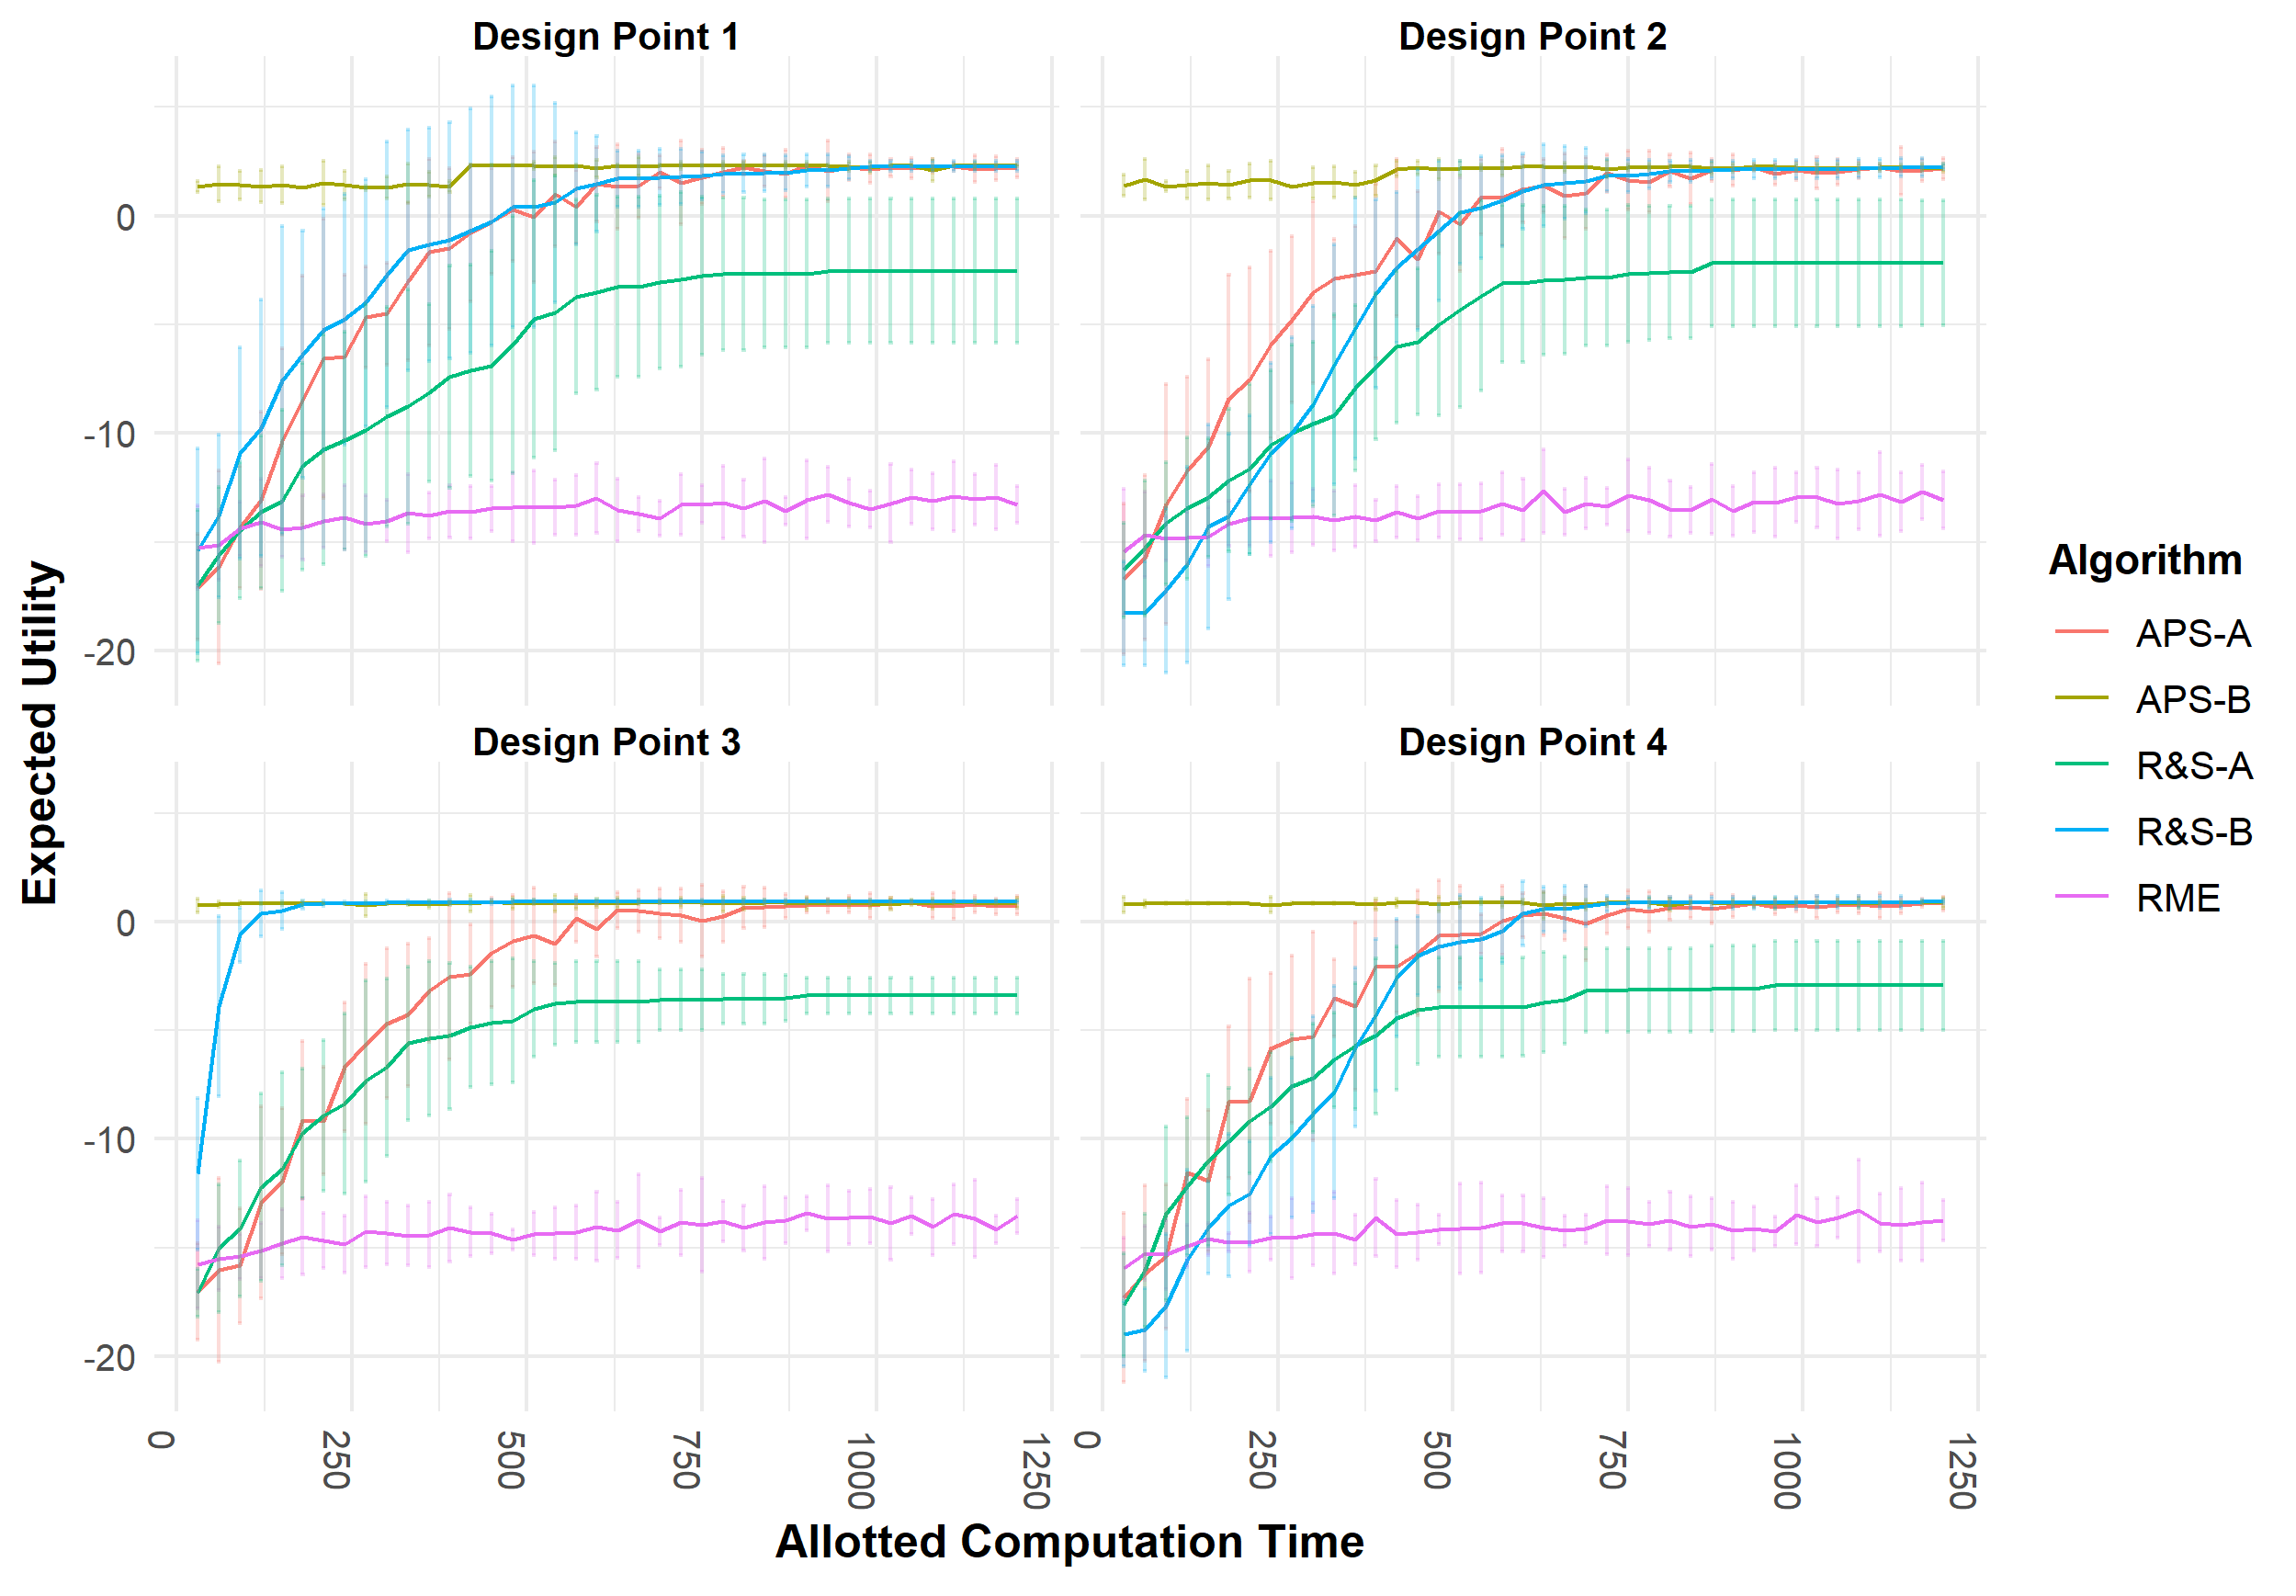 Design Point 1
Design Point 2
0
-10
-20
Design Point 3
Design Point 4
0
-10
-20
0
250
500
750
1000
1250
0
250
500
750
1000
1250
Expected Utility
Allotted Computation Time
Algorithm
APS-A
APS-B
R&S-A
R&S-B
RME